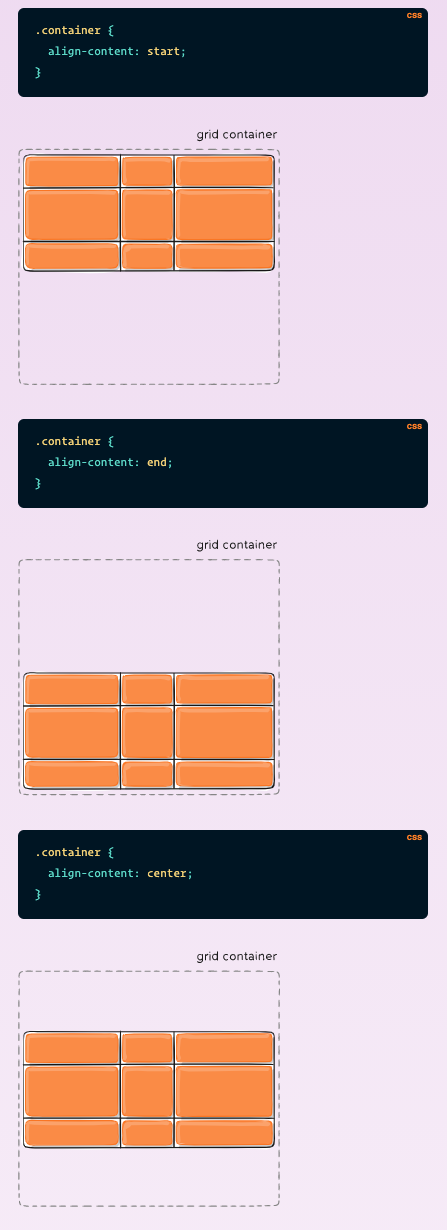 CSS
.container {
  align-content: start;
}
grid container
CSS
.container {
  align-content: end;
}
grid container
CSS
.container {
  align-content: center;
}
grid container